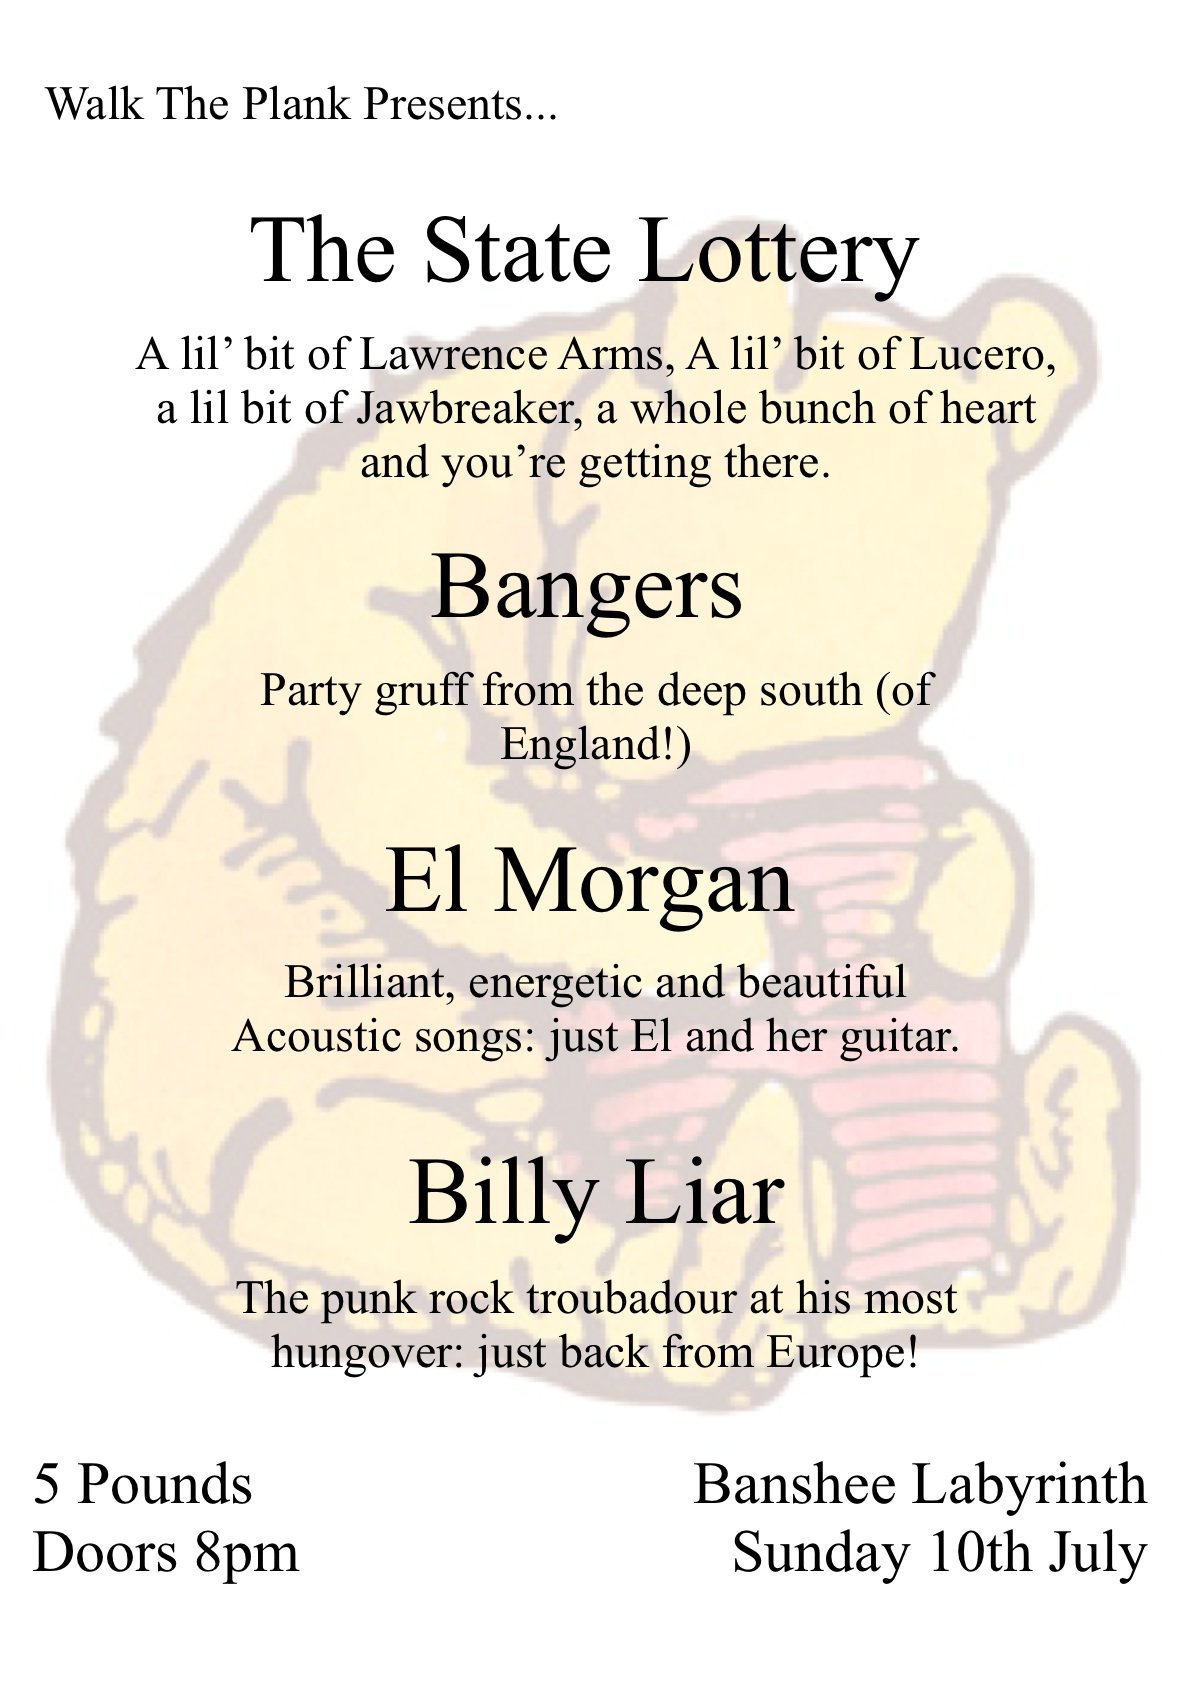 Walk The Plank Presents...
The State Lottery
A lil’ bit of Lawrence Arms, A lil’ bit of Lucero,
a lil bit of Jawbreaker, a whole bunch of heart
and you’re getting there.
Bangers
Party gruff from the deep south (of
England!)
El Morgan
Brilliant, energetic and beautiful
Acoustic songs: just El and her guitar.
Billy Liar
The punk rock troubadour at his most
hungover: just back from Europe!
5 Pounds
Doors 8pm
Banshee Labyrinth
Sunday 10th July